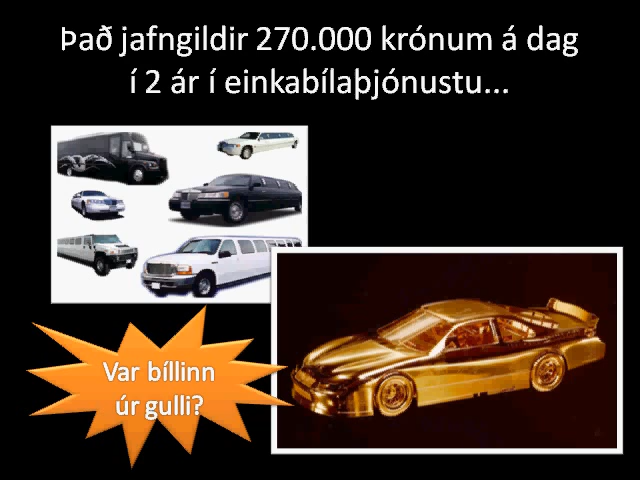 Það jafngildir 270.000 krónum á dag
í 2 ár í einkabílaþjónustu...
Var bíllinn
úr gulli?